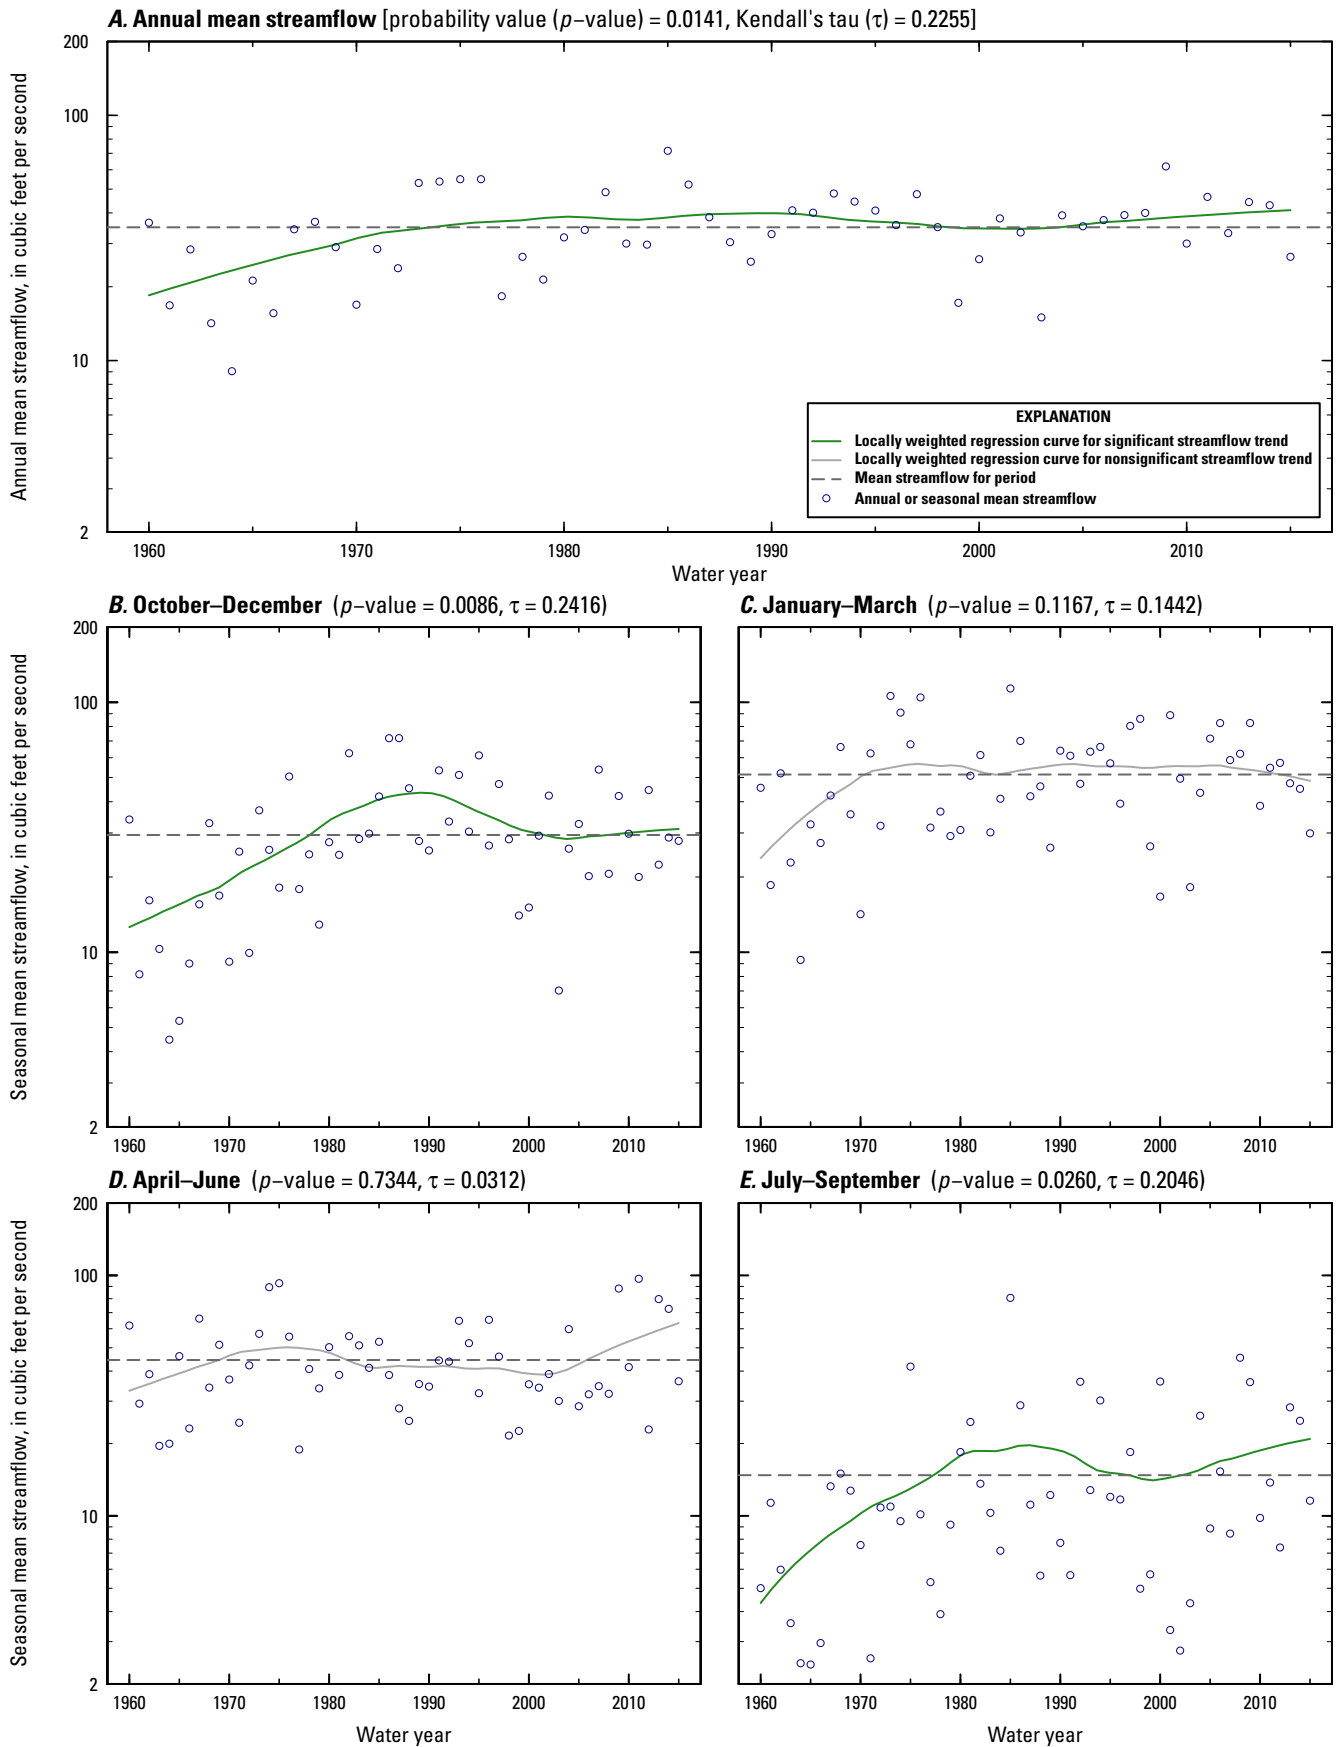 A. Annual mean streamflow [probability value (p–value) = 0.0141, Kendall's tau (τ) = 0.2255]
Annual mean streamflow, in cubic feet per second
200
100
10
2
EXPLANATION
Locally weighted regression curve for significant streamflow trend
Locally weighted regression curve for nonsignificant streamflow trend
Mean streamflow for period
Annual or seasonal mean streamflow
1960 1970 1980 1990 2000 2010
Water year
B. October–December (p–value = 0.0086, τ = 0.2416)
Seasonal mean streamflow, in cubic feet per second
200
100
10
2
1960 1970 1980 1990 2000 2010
C. January–March (p–value = 0.1167, τ = 0.1442)
1960 1970 1980 1990 2000 2010
D. April–June (p–value = 0.7344, τ = 0.0312)
Seasonal mean streamflow, in cubic feet per second
200
100
10
2
1960 1970 1980 1990 2000 2010
Water year
E. July–September (p–value = 0.0260, τ = 0.2046)
1960 1970 1980 1990 2000 2010
Water year